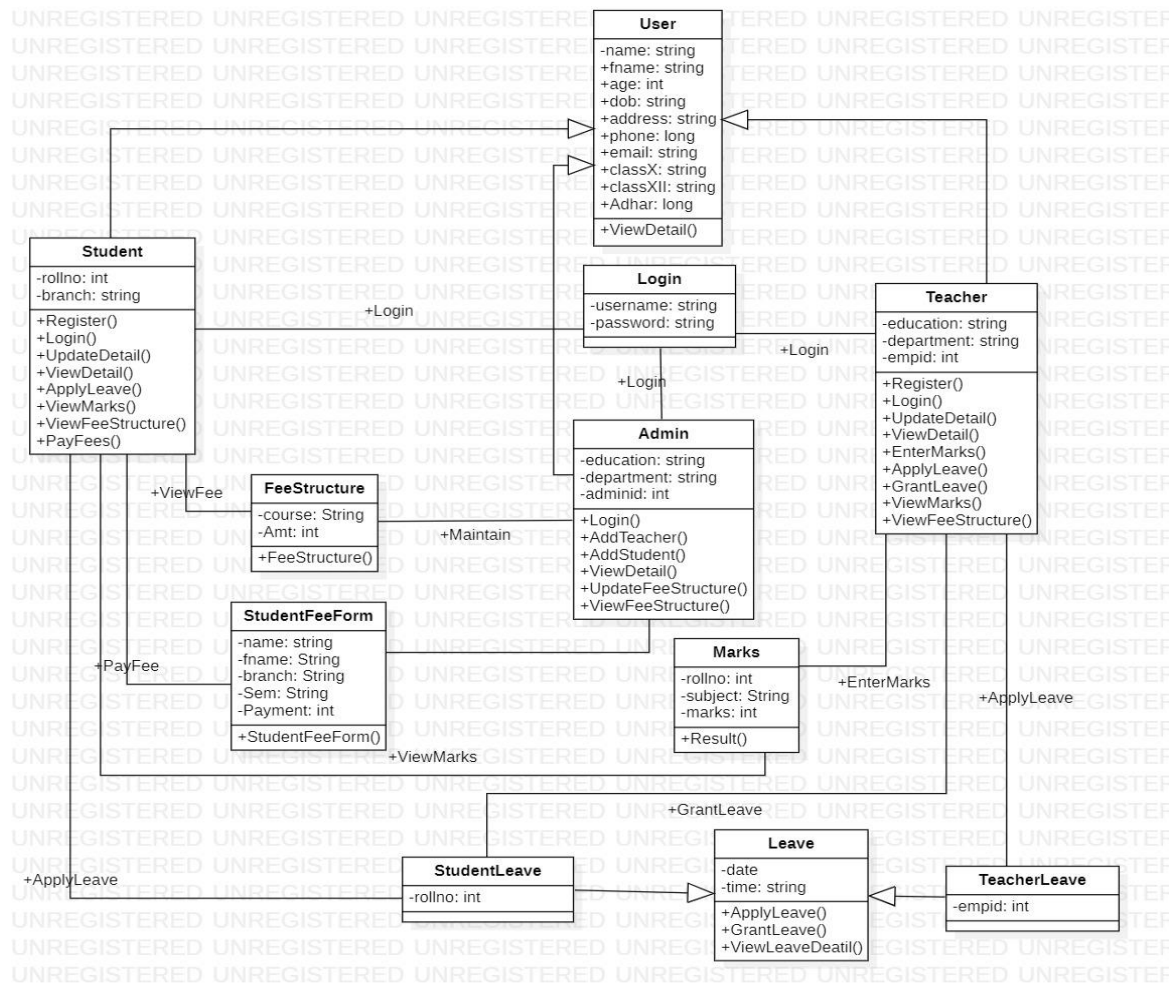 UNREGISTERED
User
-name: string
+fname: string
+age: int
+dob: string
+address: string
+phone: long
+email: string
+classX: string
+classXII: string
+Adhar: long
+ViewDetail()
Student
-rollno: int
-branch: string
+Register()
+Login()
+UpdateDetail()
+ViewDetail()
+ApplyLeave()
+ViewMarks()
+ViewFeeStructure()
+PayFees()
+Login
Login
-username: string
-password: string
+Login
+Login
Teacher
-education: string
-department: string
-empid: int
+Register()
+Login()
+UpdateDetail()
+ViewDetail()
+EnterMarks()
+ApplyLeave()
+GrantLeave()
+ViewMarks()
+ViewFeeStructure()
Admin
-education: string
-department: string
-adminid: int
+Login()
+AddTeacher()
+AddStudent()
+ViewDetail()
+UpdateFeeStructure()
+ViewFeeStructure()
+ViewFee
FeeStructure
-course: String
-Amt: int
+FeeStructure()
+Maintain
StudentFeeForm
-name: string
-fname: String
-branch: String
-Sem: String
-Payment: int
+StudentFeeForm()
+PayFee
Marks
-rollno: int
-subject: String
-marks: int
+Result()
+EnterMarks
+ApplyLeave
+ViewMarks
+GrantLeave
+ApplyLeave
StudentLeave
-rollno: int
Leave
-date
-time: string
+ApplyLeave()
+GrantLeave()
+ViewLeaveDeatil()
TeacherLeave
-empid: int